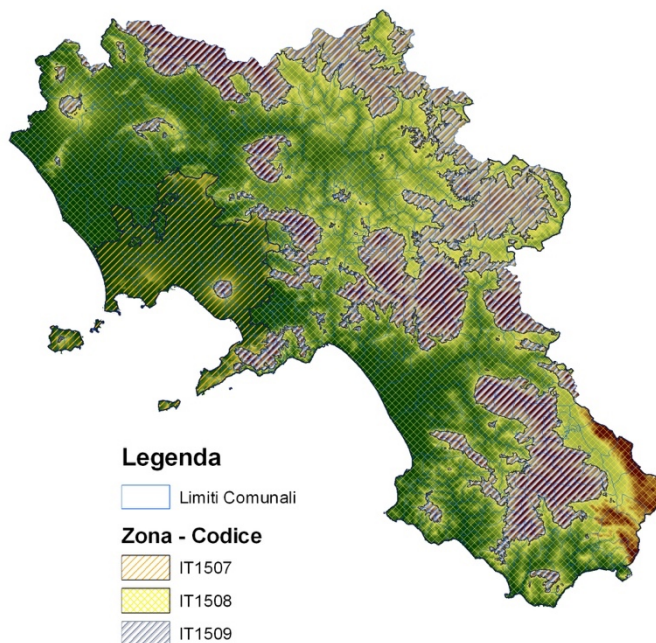 Legenda
Limiti Comunali
Zona - Codice
IT1507
IT1508
IT1509